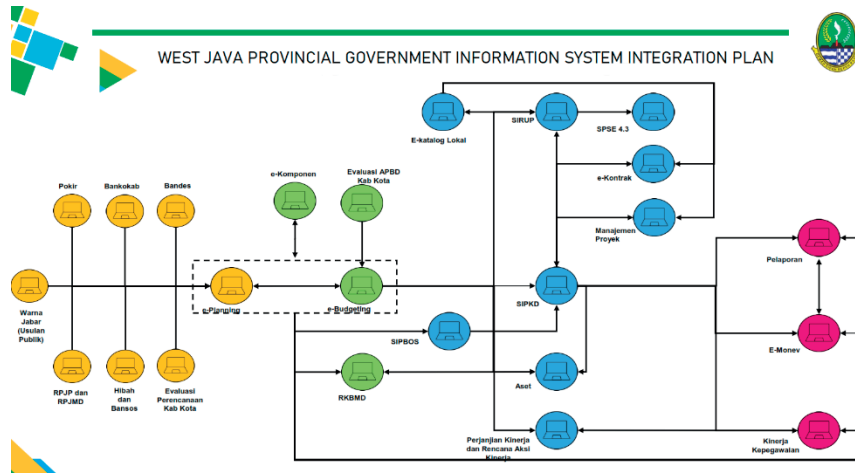 WEST JAVA PROVINCIAL GOVERNMENT INFORMATION SYSTEM INTEGRATION PLAN
E-katalog Lokal
SIRUP
SPSE 4.3
e-Kontrak
Manajemen
Proyek
Pokir
Bankokab
Bandes
e-Komponen
Evaluasi APBD
Kab Kota
Warna
Jabar
(Usulan
Publik)
e-Planning
e-Budgeting
SIPKD
Pelaporan
SIPBOS
E-Monev
RPJP dan
RPJMD
Hibah
dan
Bansos
Evaluasi
Perencanaan
Kab Kota
RKBMD
Aset
Perjanjian Kinerja
dan Rencana Aksi
Kinerja
Kinerja
Kepegawaian